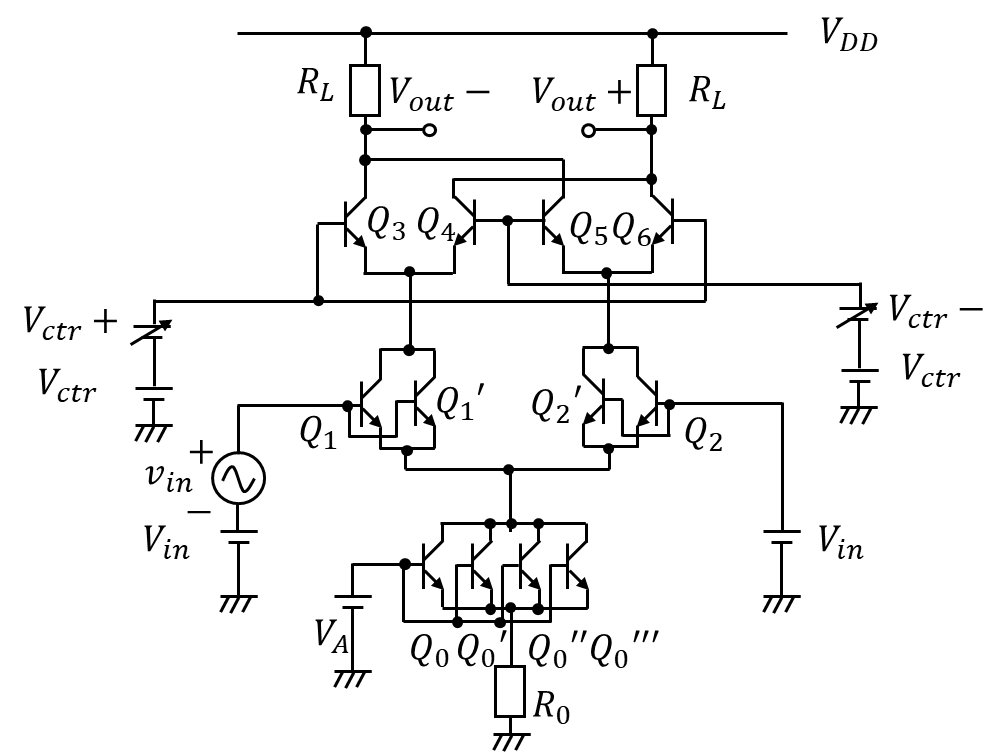 V_DD
R_L V_out − V_out + R_L
Q_3 Q_4 Q_5 Q_6
V_ctr + V_ctr −
V_ctr V_ctr
Q_1 Q_1′ Q_2′ Q_2
+
v_in
−
V_in V_in
V_A
Q_0 Q_0′ Q_0″ Q_0‴
R_0